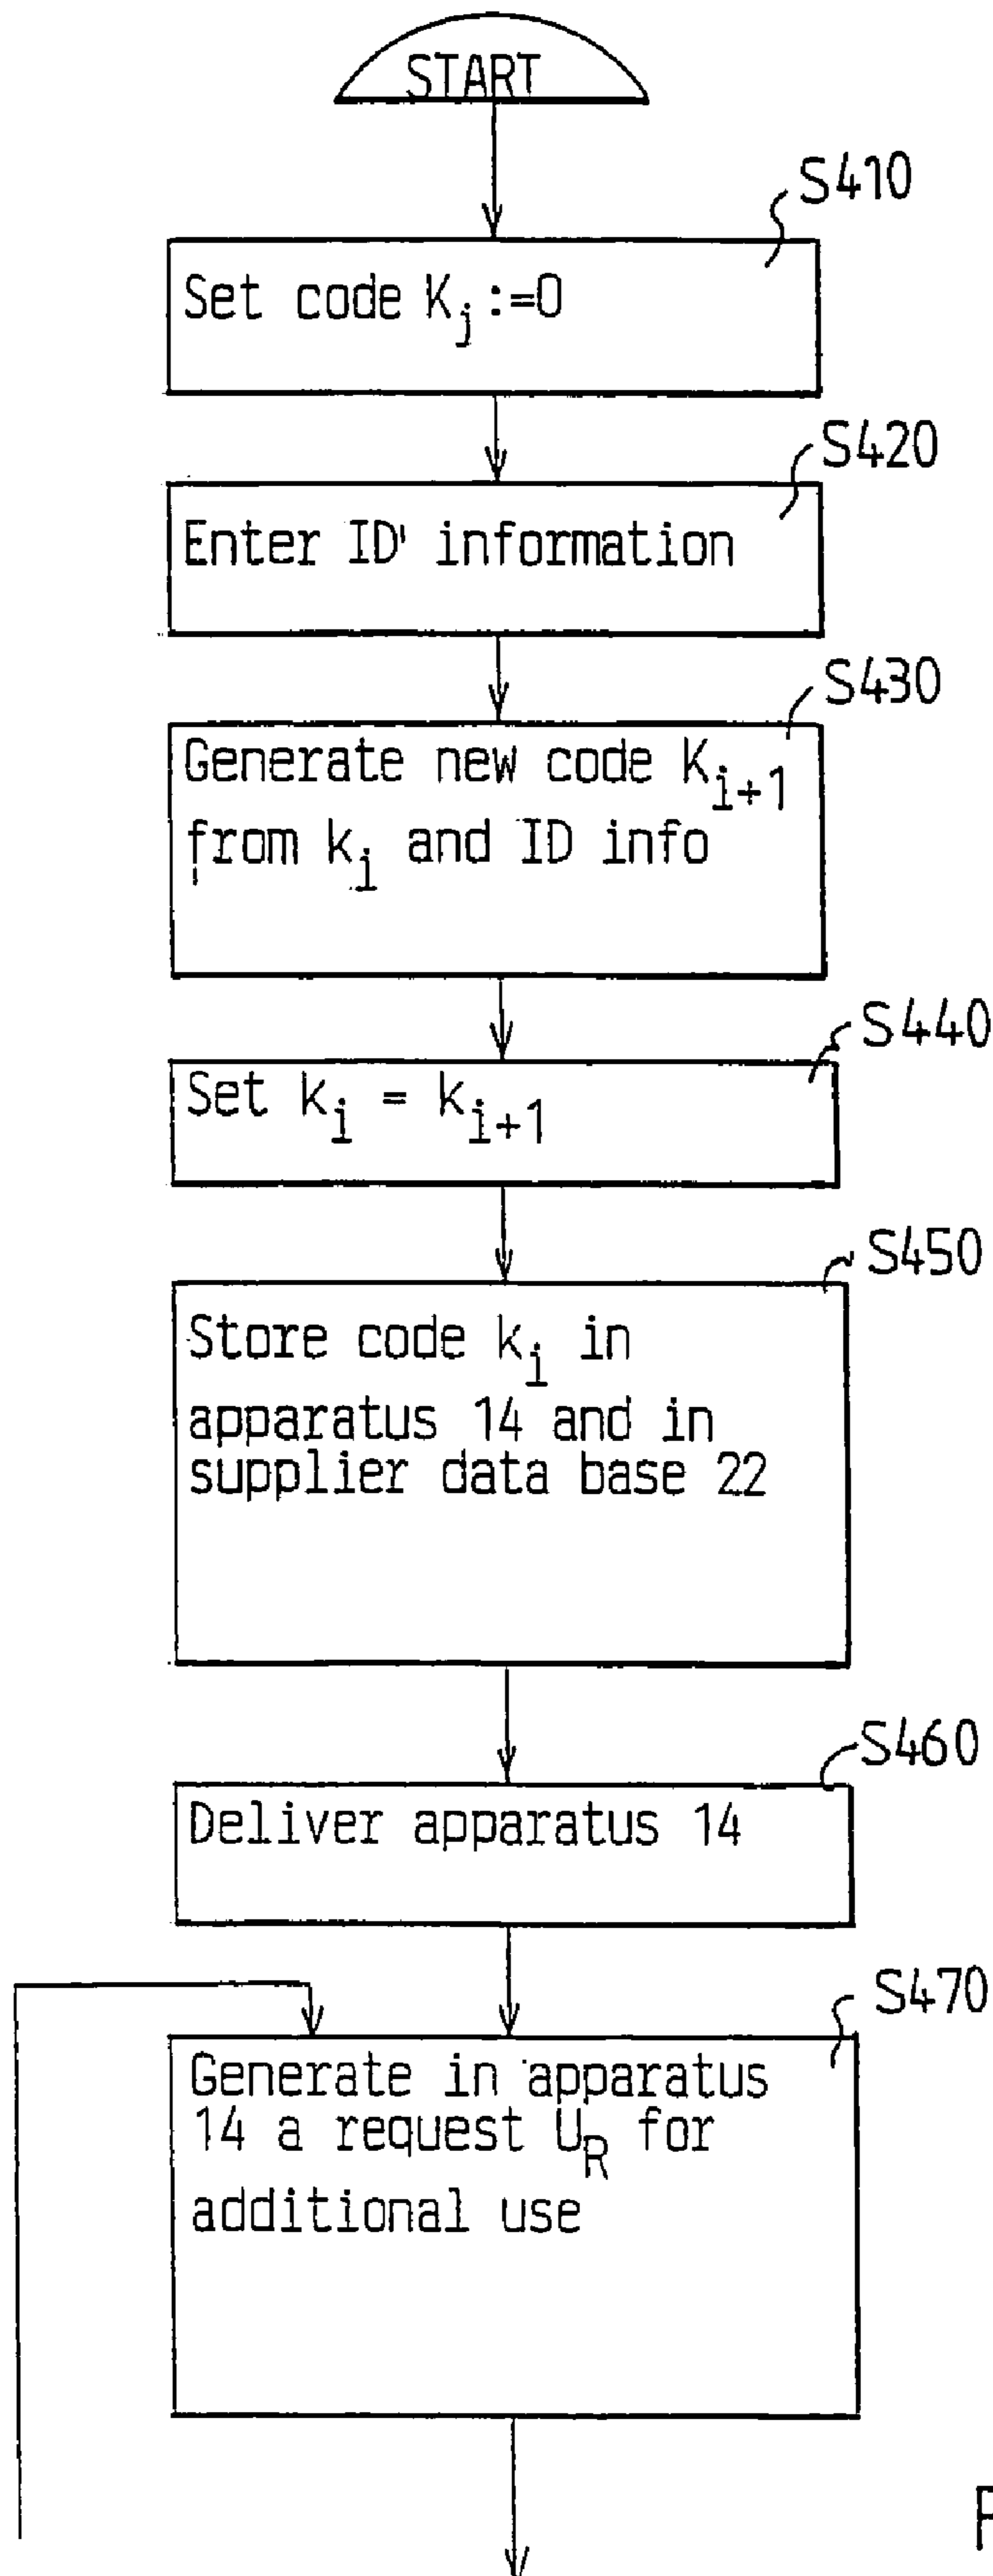 START
S410
Set code K_j :=0
S420
Enter ID' information
S430
Generate new code K_{i+1}
from k_i and ID info
S440
Set k_i = k_{i+1}
S450
Store code k_i in
apparatus 14 and in
supplier data base 22
S460
Deliver apparatus 14
S470
Generate in apparatus
14 a request U_R for
additional use